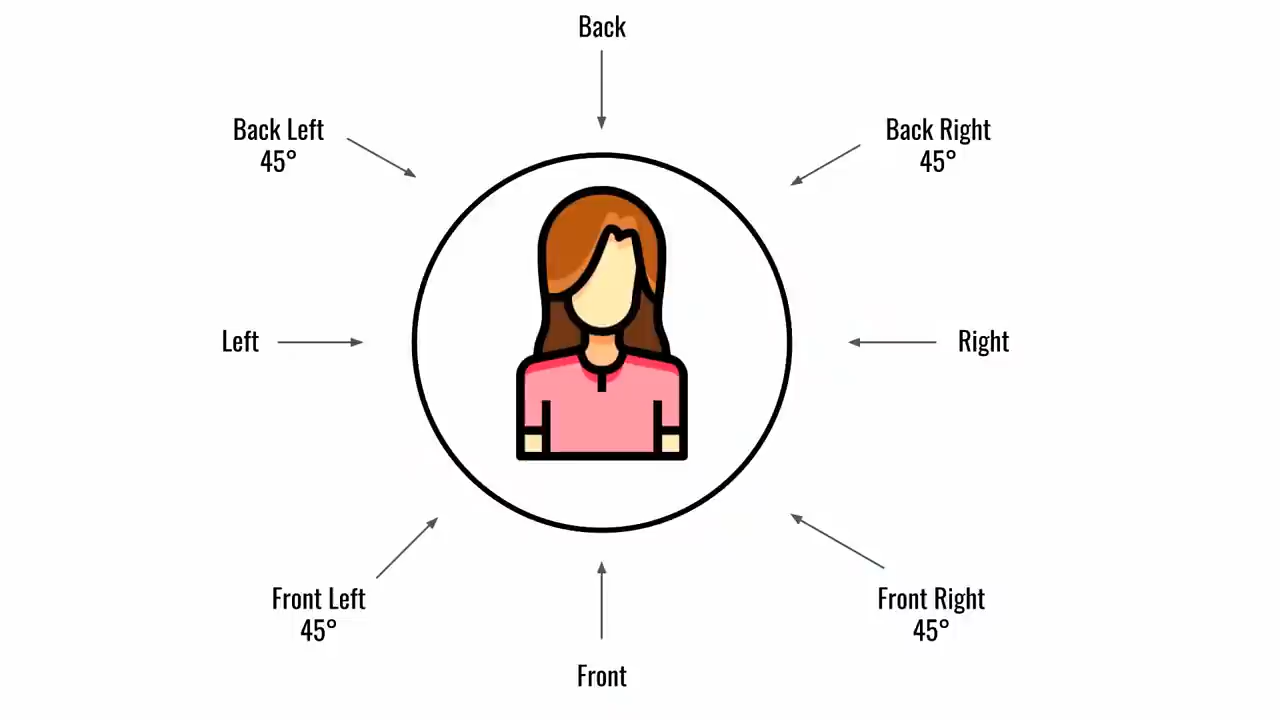 Back
Back Left
45°
Back Right
45°
Left
Right
Front Left
45°
Front Right
45°
Front